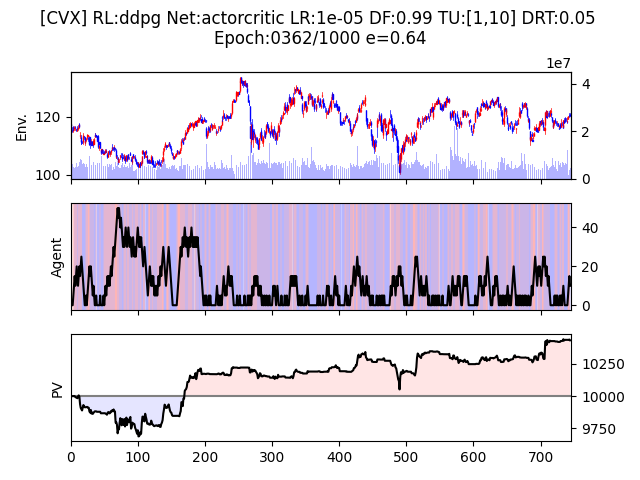 [CVX] RL:ddpg Net:actorcritic LR:1e-05 DF:0.99 TU:[1,10] DRT:0.05
Epoch:0362/1000 e=0.64
1e7
Env.
120
100
4
2
0
Agent
40
20
0
PV
10250
10000
9750
0 100 200 300 400 500 600 700